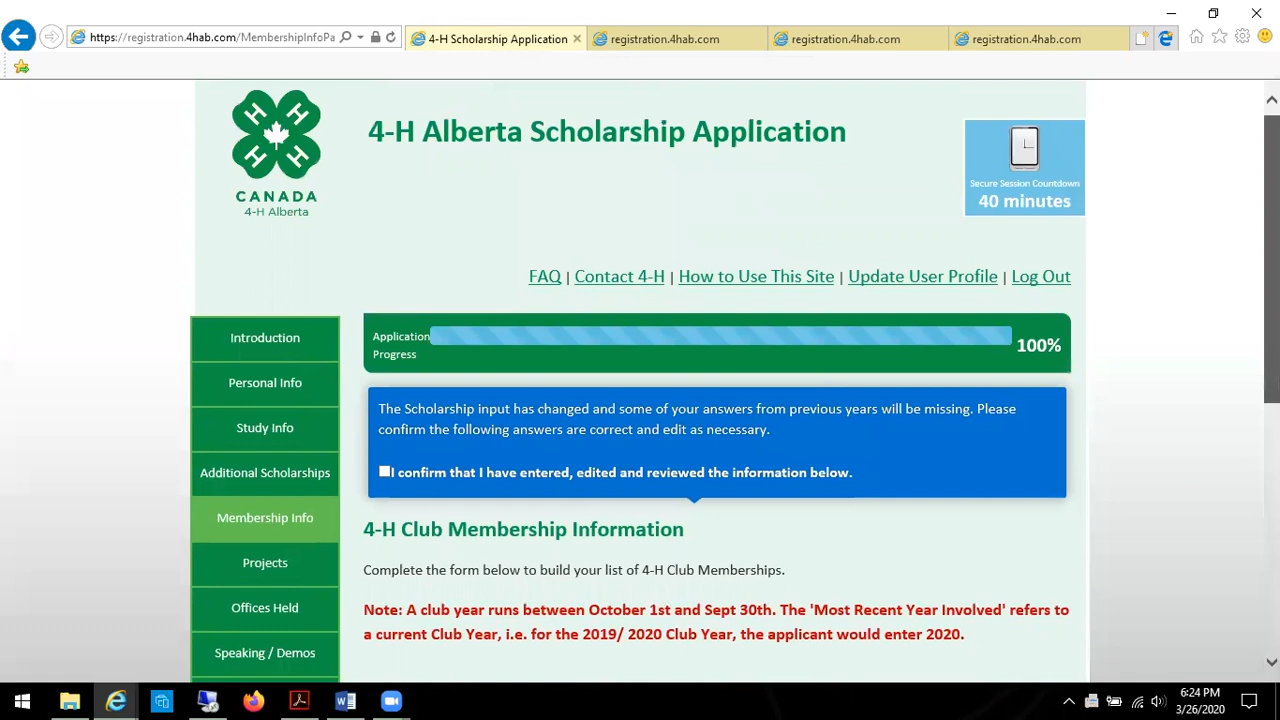 https://registration.4hab.com/MembershipInfoPa
4-H Scholarship Application
registration.4hab.com
registration.4hab.com
registration.4hab.com
H H H H
CANADA
4-H Alberta
4-H Alberta Scholarship Application
Secure Session Countdown
40 minutes
FAQ | Contact 4-H | How to Use This Site | Update User Profile | Log Out
Introduction
Personal Info
Study Info
Additional Scholarships
Membership Info
Projects
Offices Held
Speaking / Demos
Application
Progress
100%
The Scholarship input has changed and some of your answers from previous years will be missing. Please
confirm the following answers are correct and edit as necessary.
I confirm that I have entered, edited and reviewed the information below.
4-H Club Membership Information
Complete the form below to build your list of 4-H Club Memberships.
Note: A club year runs between October 1st and Sept 30th. The 'Most Recent Year Involved' refers to
a current Club Year, i.e. for the 2019/ 2020 Club Year, the applicant would enter 2020.
6:24 PM
3/26/2020